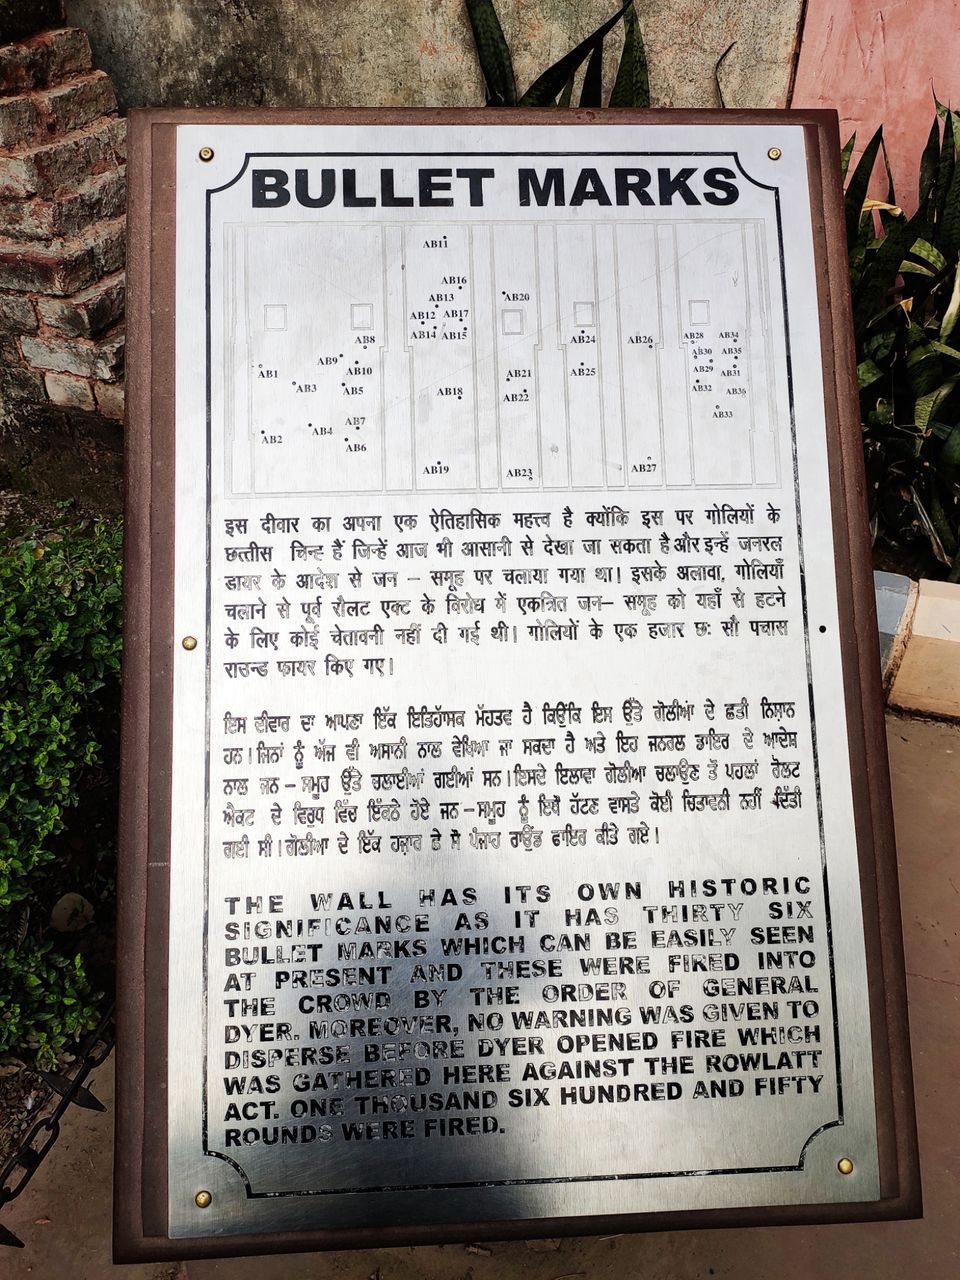 BULLET MARKS
AB11
AB16
AB13
AB20
AB12 AB17
AB14 AB15
AB8
AB24
AB26
AB28 AB34
AB30 AB35
AB9
AB10
AB29
AB31
AB1
AB21
AB25
AB3
AB5
AB18
AB22
AB32
AB36
AB33
AB7
AB4
AB2
AB6
AB19
AB23
AB27
इस दीवार का अपना एक ऐतिहासिक महत्त्व है क्योंकि इस पर गोलियों के
छत्तीस चिन्ह हैं जिन्हें आज भी आसानी से देखा जा सकता है और इन्हें जनरल
डायर के आदेश से जन – समूह पर चलाया गया था। इसके अलावा, गोलियाँ
चलाने से पूर्व रौलट एक्ट के विरोध में एकत्रित जन– समूह को यहाँ से हटने
के लिए कोई चेतावनी नहीं दी गई थी। गोलियों के एक हजार छः सौ पचास
राउन्ड फायर किए गए।
ਇਸ ਦੀਵਾਰ ਦਾ ਆਪਣਾ ਇੱਕ ਇਤਿਹਾਸਕ ਮੱਹਤਵ ਹੈ ਕਿਉਂਕਿ ਇਸ ਉੱਤੇ ਗੋਲੀਆਂ ਦੇ ਛਤੀ ਨਿਸ਼ਾਨ
ਹਨ। ਜਿਨਾਂ ਨੂੰ ਅੱਜ ਵੀ ਅਸਾਨੀ ਨਾਲ ਵੇਖਿਆ ਜਾ ਸਕਦਾ ਹੈ ਅਤੇ ਇਹ ਜਨਰਲ ਡਾਇਰ ਦੇ ਆਦੇਸ਼
ਨਾਲ ਜਨ – ਸਮੂਹ ਉੱਤੇ ਚਲਾਈਆਂ ਗਈਆਂ ਸਨ। ਇਸਦੇ ਇਲਾਵਾ ਗੋਲੀਆ ਚਲਾਉਣ ਤੋਂ ਪਹਲਾਂ ਰੋਲਟ
ਐਕਟ ਦੇ ਵਿਰੁਧ ਵਿੱਚ ਇੱਕਠੇ ਹੋਏ ਜਨ – ਸਮੂਹ ਨੂੰ ਇਥੋਂ ਹੱਟਣ ਵਾਸਤੇ ਕੋਈ ਚਿਤਾਵਨੀ ਨਹੀਂ ਦਿੱਤੀ
ਗਈ ਸੀ। ਗੋਲੀਆ ਦੇ ਇੱਕ ਹਜ਼ਾਰ ਛੇ ਸੌ ਪੰਜਾਹ ਰਾਉਂਡ ਫਾਇਰ ਕੀਤੇ ਗਏ।
THE WALL HAS ITS OWN HISTORIC
SIGNIFICANCE AS IT HAS THIRTY SIX
BULLET MARKS WHICH CAN BE EASILY SEEN
AT PRESENT AND THESE WERE FIRED INTO
THE CROWD BY THE ORDER OF GENERAL
DYER. MOREOVER, NO WARNING WAS GIVEN TO
DISPERSE BEFORE DYER OPENED FIRE WHICH
WAS GATHERED HERE AGAINST THE ROWLATT
ACT. ONE THOUSAND SIX HUNDRED AND FIFTY
ROUNDS WERE FIRED.